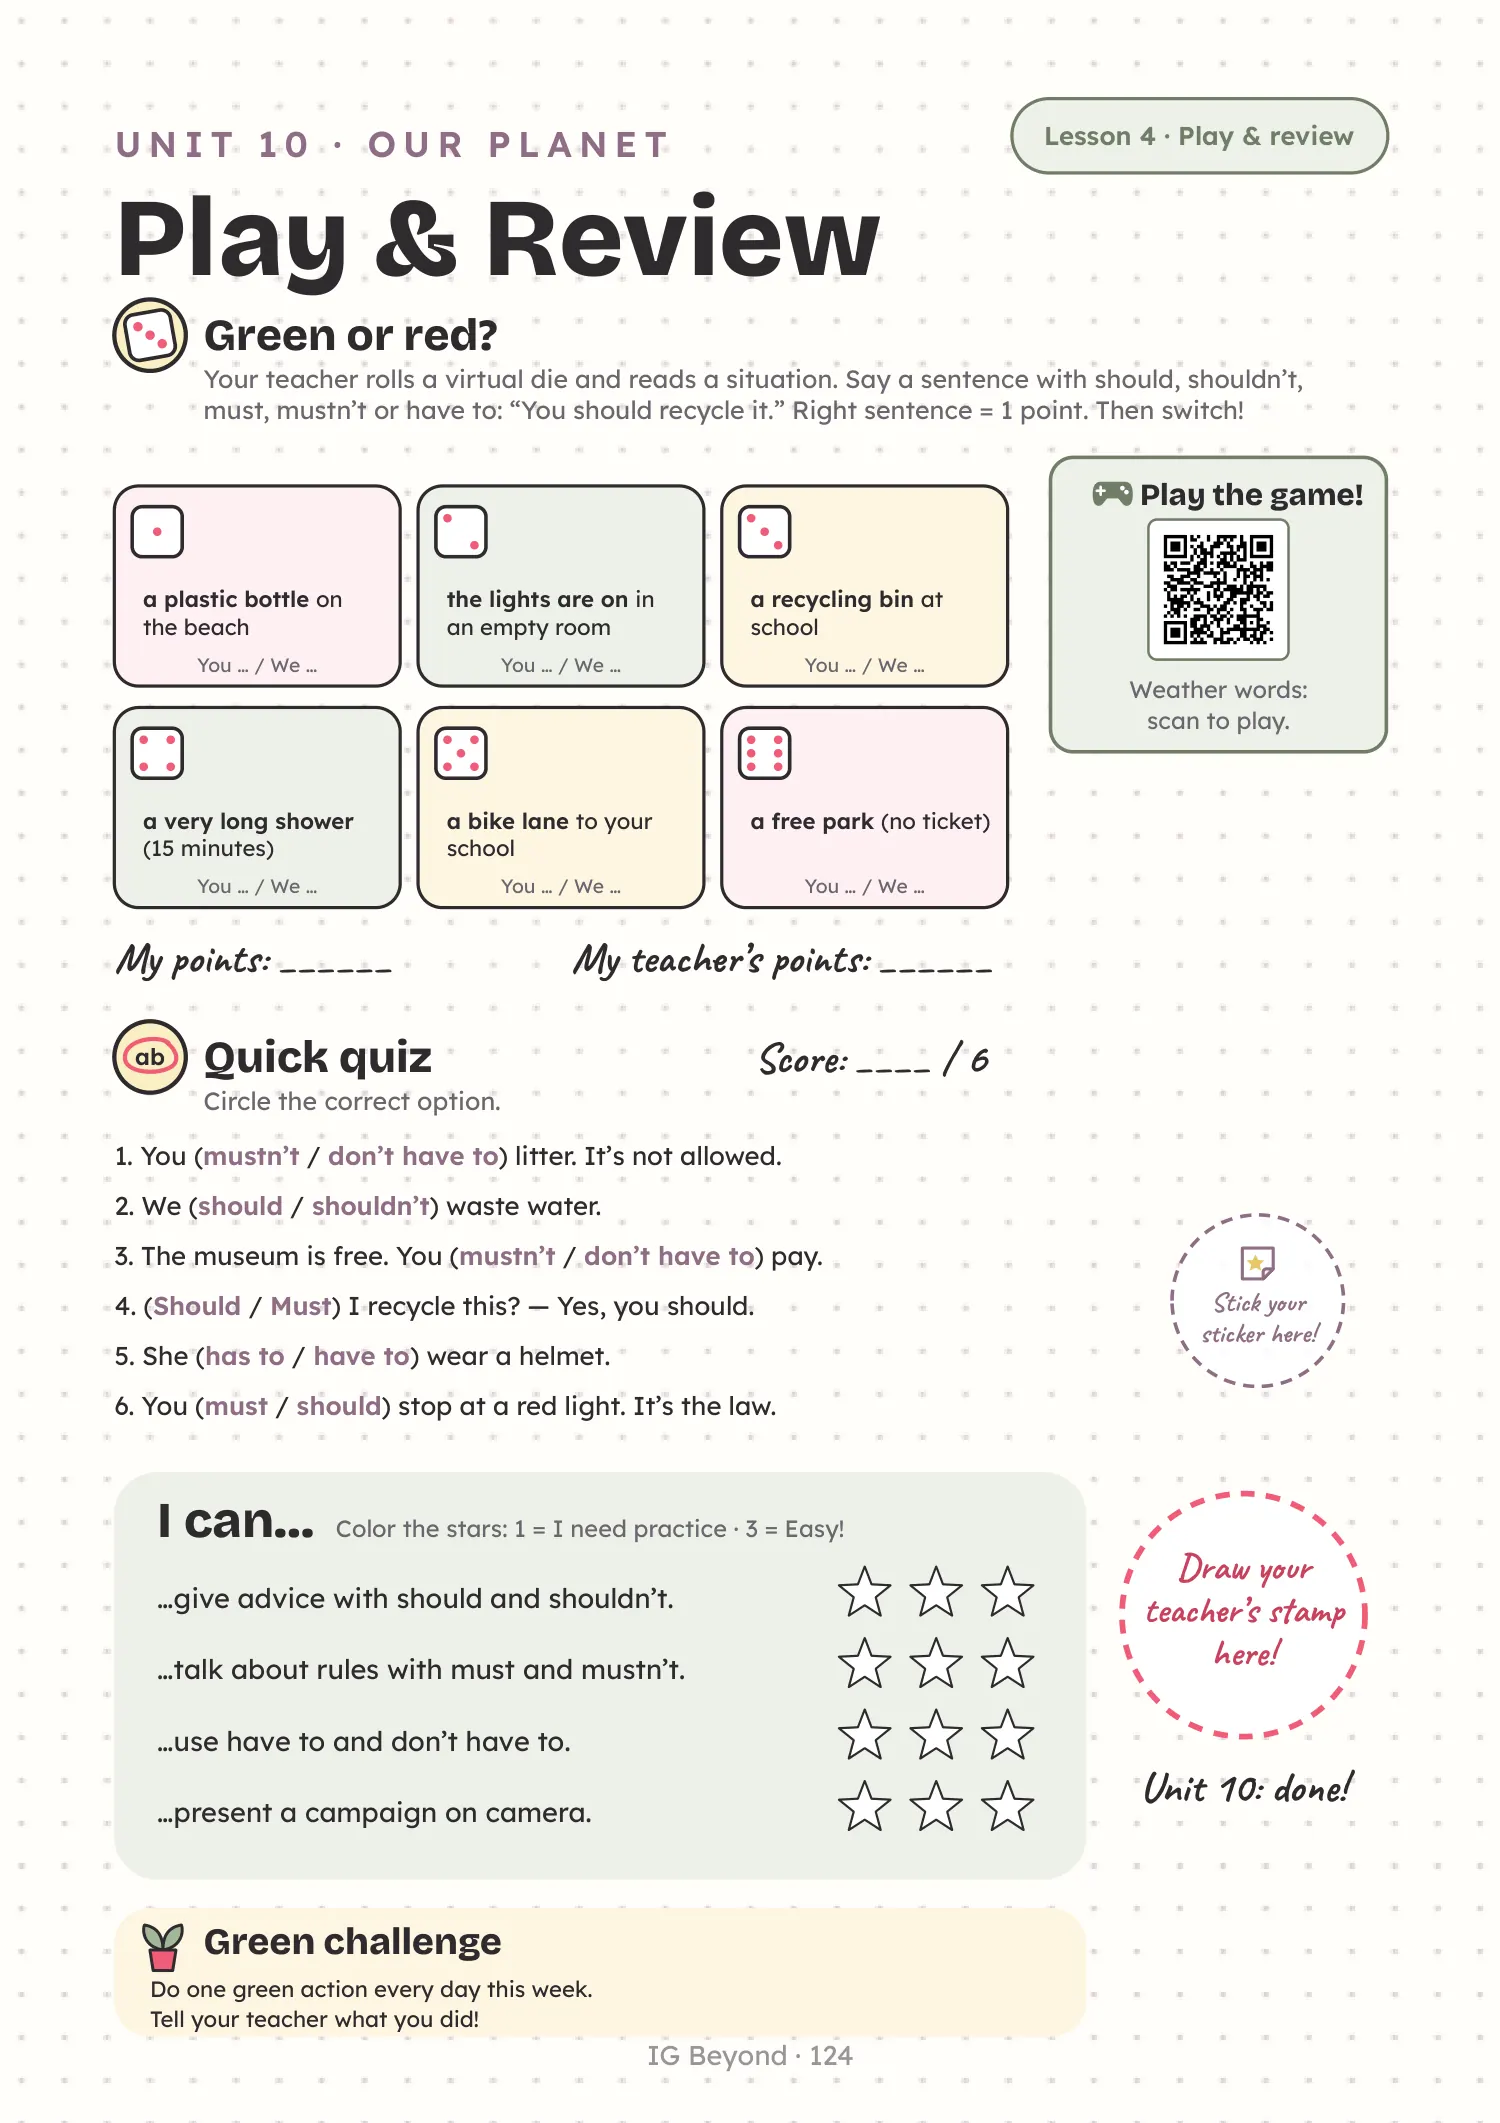 UNIT 10 · OUR PLANET
Lesson 4 · Play & review
Play & Review
Green or red?
Your teacher rolls a virtual die and reads a situation. Say a sentence with should, shouldn’t,
must, mustn’t or have to: “You should recycle it.” Right sentence = 1 point. Then switch!
a plastic bottle on
the beach
You ... / We ...
the lights are on in
an empty room
You ... / We ...
a recycling bin at
school
You ... / We ...
Play the game!
Weather words:
scan to play.
a very long shower
(15 minutes)
You ... / We ...
a bike lane to your
school
You ... / We ...
a free park (no ticket)
You ... / We ...
My points: ______
My teacher’s points: ______
ab
Quick quiz
Score: ____ / 6
Circle the correct option.
1. You (mustn’t / don’t have to) litter. It’s not allowed.
2. We (should / shouldn’t) waste water.
3. The museum is free. You (mustn’t / don’t have to) pay.
4. (Should / Must) I recycle this? — Yes, you should.
5. She (has to / have to) wear a helmet.
6. You (must / should) stop at a red light. It’s the law.
Stick your
sticker here!
I can...
Color the stars: 1 = I need practice · 3 = Easy!
...give advice with should and shouldn’t.
...talk about rules with must and mustn’t.
...use have to and don’t have to.
...present a campaign on camera.
Draw your
teacher’s stamp
here!
Unit 10: done!
Green challenge
Do one green action every day this week.
Tell your teacher what you did!
IG Beyond · 124